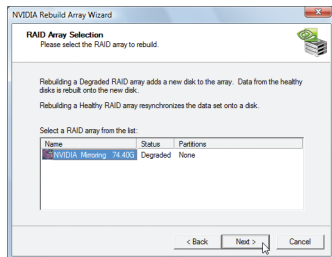 NVIDIA Rebuild Array Wizard
RAID Array Selection
Please select the RAID array to rebuild.
Rebuilding a Degraded RAID array adds a new disk to the array. Data from the healthy
disks is rebuilt onto the new disk.
Rebuilding a Healthy RAID array resynchronizes the data set onto a disk.
Select a RAID array from the list:
Name Status Partitions
NVIDIA Mirroring 74.40G Degraded None
< Back Next > Cancel